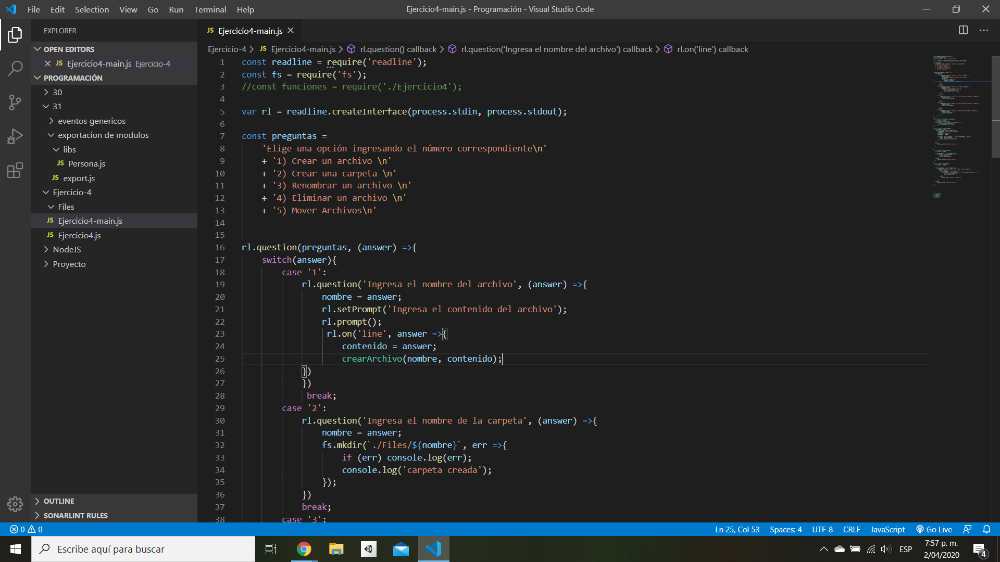 File Edit Selection View Go Run Terminal Help
Ejercicio4-main.js - Programación - Visual Studio Code
EXPLORER
OPEN EDITORS
JS Ejercicio4-main.js Ejercicio-4
PROGRAMACIÓN
30
31
eventos genericos
exportacion de modulos
libs
JS Persona.js
JS export.js
Ejercicio-4
Files
JS Ejercicio4-main.js
JS Ejercicio4.js
NodeJS
Proyecto
OUTLINE
SONARLINT RULES
JS Ejercicio4-main.js
Ejercicio-4 > JS Ejercicio4-main.js > rl.question() callback > rl.question('Ingresa el nombre del archivo') callback > rl.on('line') callback
1 const readline = require('readline');
2 const fs = require('fs');
3 //const funciones = require('./Ejercicio4');
4
5 var rl = readline.createInterface(process.stdin, process.stdout);
6
7 const preguntas =
8 'Elige una opción ingresando el número correspondiente\n'
9 + '1) Crear un archivo \n'
10 + '2) Crear una carpeta \n'
11 + '3) Renombrar un archivo \n'
12 + '4) Eliminar un archivo \n'
13 + '5) Mover Archivos\n'
14
15
16 rl.question(preguntas, (answer) =>{
17 switch(answer){
18 case '1':
19 rl.question('Ingresa el nombre del archivo', (answer) =>{
20 nombre = answer;
21 rl.setPrompt('Ingresa el contenido del archivo');
22 rl.prompt();
23 rl.on('line', answer =>{
24 contenido = answer;
25 crearArchivo(nombre, contenido);
26 })
27 })
28 break;
29 case '2':
30 rl.question('Ingresa el nombre de la carpeta', (answer) =>{
31 nombre = answer;
32 fs.mkdir(`./Files/${nombre}`, err =>{
33 if (err) console.log(err);
34 console.log('carpeta creada');
35 });
36 })
37 break;
38 case '3':
0 0
Ln 25, Col 53 Spaces: 4 UTF-8 CRLF JavaScript Go Live
Escribe aquí para buscar
ESP
7:57 p. m.
2/04/2020
4